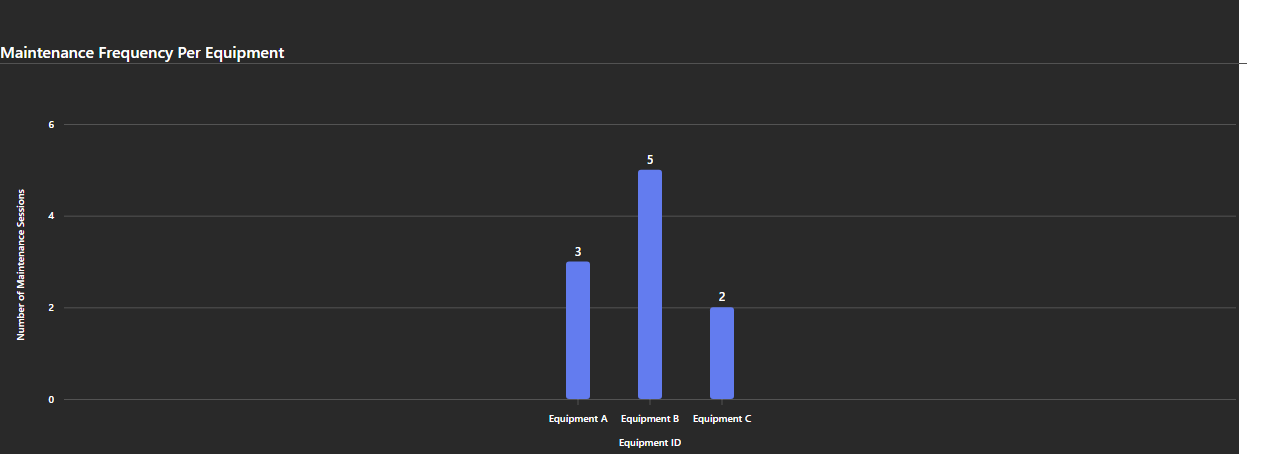 Maintenance Frequency Per Equipment
6
4
2
0
Number of Maintenance Sessions
3
5
2
Equipment A
Equipment B
Equipment C
Equipment ID